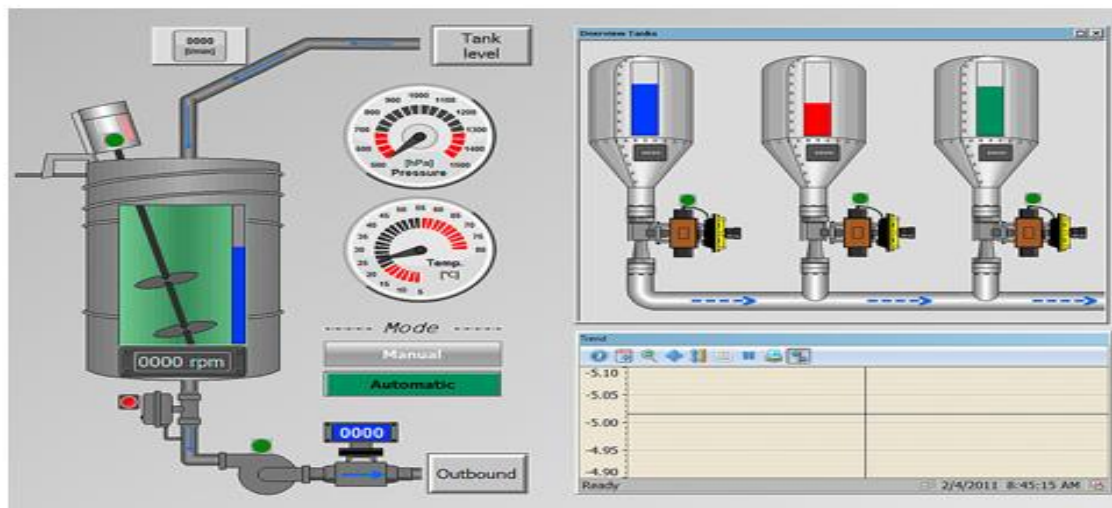 0000
[l/max]
Tank
level
900 1000 1100
800 1200
700 1300
600 1400
500 1500
[hPa]
Pressure
45 50 55 60 65
40 70
35 75
30 80
25
20
15 10 5
Temp.
[°C]
Mode
Manual
Automatic
0000 rpm
0000
Outbound
Overview Tanks
Trend
-5.10
-5.05
-5.00
-4.95
-4.90
Ready
2/4/2011 8:45:15 AM